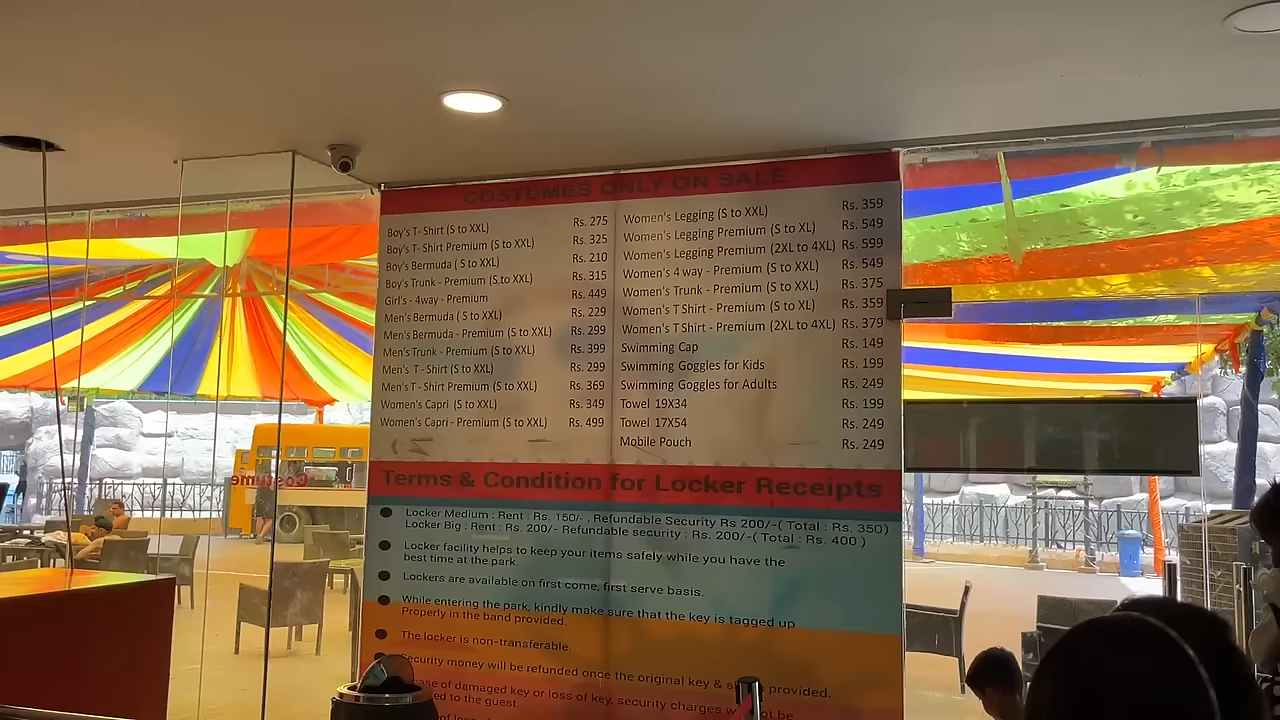 COSTUMES ONLY ON SALE
Boy's T- Shirt (S to XXL) Rs. 275
Boy's T- Shirt Premium (S to XXL) Rs. 325
Boy's Bermuda ( S to XXL) Rs. 210
Boy's Trunk - Premium (S to XXL) Rs. 315
Girl's - 4way - Premium Rs. 449
Men's Bermuda ( S to XXL) Rs. 229
Men's Bermuda - Premium (S to XXL) Rs. 299
Men's Trunk - Premium (S to XXL) Rs. 399
Men's T - Shirt (S to XXL) Rs. 299
Men's T - Shirt Premium (S to XXL) Rs. 369
Women's Capri (S to XXL) Rs. 349
Women's Capri - Premium (S to XXL) Rs. 499
Women's Legging (S to XXL) Rs. 359
Women's Legging Premium (S to XL) Rs. 549
Women's Legging Premium (2XL to 4XL) Rs. 599
Women's 4 way - Premium (S to XXL) Rs. 549
Women's Trunk - Premium (S to XXL) Rs. 375
Women's T Shirt - Premium (S to XL) Rs. 359
Women's T Shirt - Premium (2XL to 4XL) Rs. 379
Swimming Cap Rs. 149
Swimming Goggles for Kids Rs. 199
Swimming Goggles for Adults Rs. 249
Towel 19X34 Rs. 199
Towel 17X54 Rs. 249
Mobile Pouch Rs. 249
Costume
Terms & Condition for Locker Receipts
Locker Medium : Rent : Rs. 150/- , Refundable Security Rs 200/-( Total : Rs. 350)
Locker Big : Rent : Rs. 200/- Refundable security : Rs. 200/-( Total : Rs. 400 )
Locker facility helps to keep your items safely while you have the
best time at the park.
Lockers are available on first come, first serve basis.
While entering the park, kindly make sure that the key is tagged up
Properly in the band provided.
The locker is non-transferable.
Security money will be refunded once the original key & provided.
of damaged key or loss of key, security charges be
to the guest.